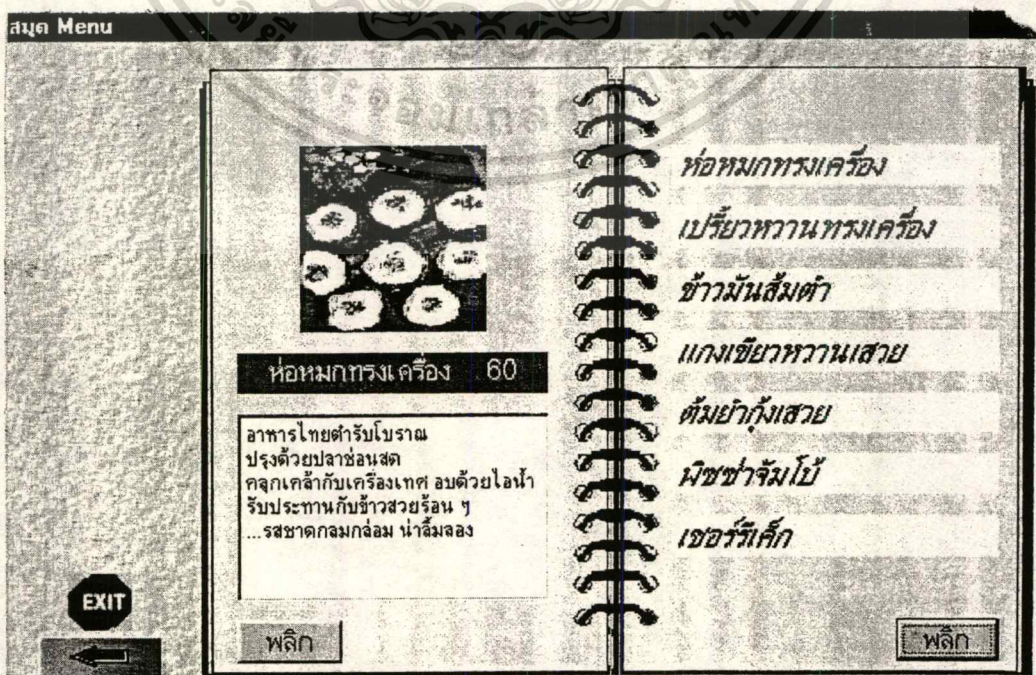 สมุด Menu
ห่อหมกทรงเครื่อง 60
อาหารไทยตำรับโบราณ
ปรุงด้วยปลาช่อนสด
คลุกเคล้ากับเครื่องเทศ อบด้วยไอน้ำ
รับประทานกับข้าวสวยร้อน ๆ
...รสชาดกลมกล่อม น่าลิ้มลอง
EXIT
พลิก
ห่อหมกทรงเครื่อง
เปรี้ยวหวานทรงเครื่อง
ข้าวมันส้มตำ
แกงเขียวหวานเสวย
ต้มยำกุ้งเสวย
พิซซ่าจัมโบ้
เชอร์รีเค็ก
พลิก